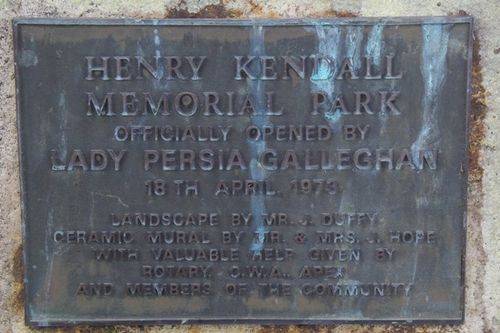 HENRY KENDALL
MEMORIAL PARK
OFFICIALLY OPENED BY
LADY PERSIA GALLEGHAN
18 TH APRIL. 1973.
LANDSCAPE BY MR. J. DUFFY
CERAMIC MURAL BY MR. & MRS. J. HOPE
WITH VALUABLE HELP GIVEN BY
ROTARY, C.W.A., APEX
AND MEMBERS OF THE COMMUNITY